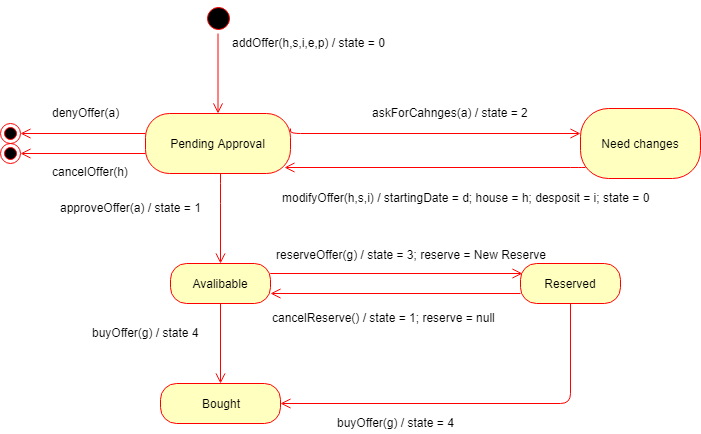 addOffer(h,s,i,e,p) / state = 0
denyOffer(a)
askForCahnges(a) / state = 2
Pending Approval
Need changes
cancelOffer(h)
modifyOffer(h,s,i) / startingDate = d; house = h; desposit = i; state = 0
approveOffer(a) / state = 1
reserveOffer(g) / state = 3; reserve = New Reserve
Avalibable
Reserved
cancelReserve() / state = 1; reserve = null
buyOffer(g) / state 4
Bought
buyOffer(g) / state = 4